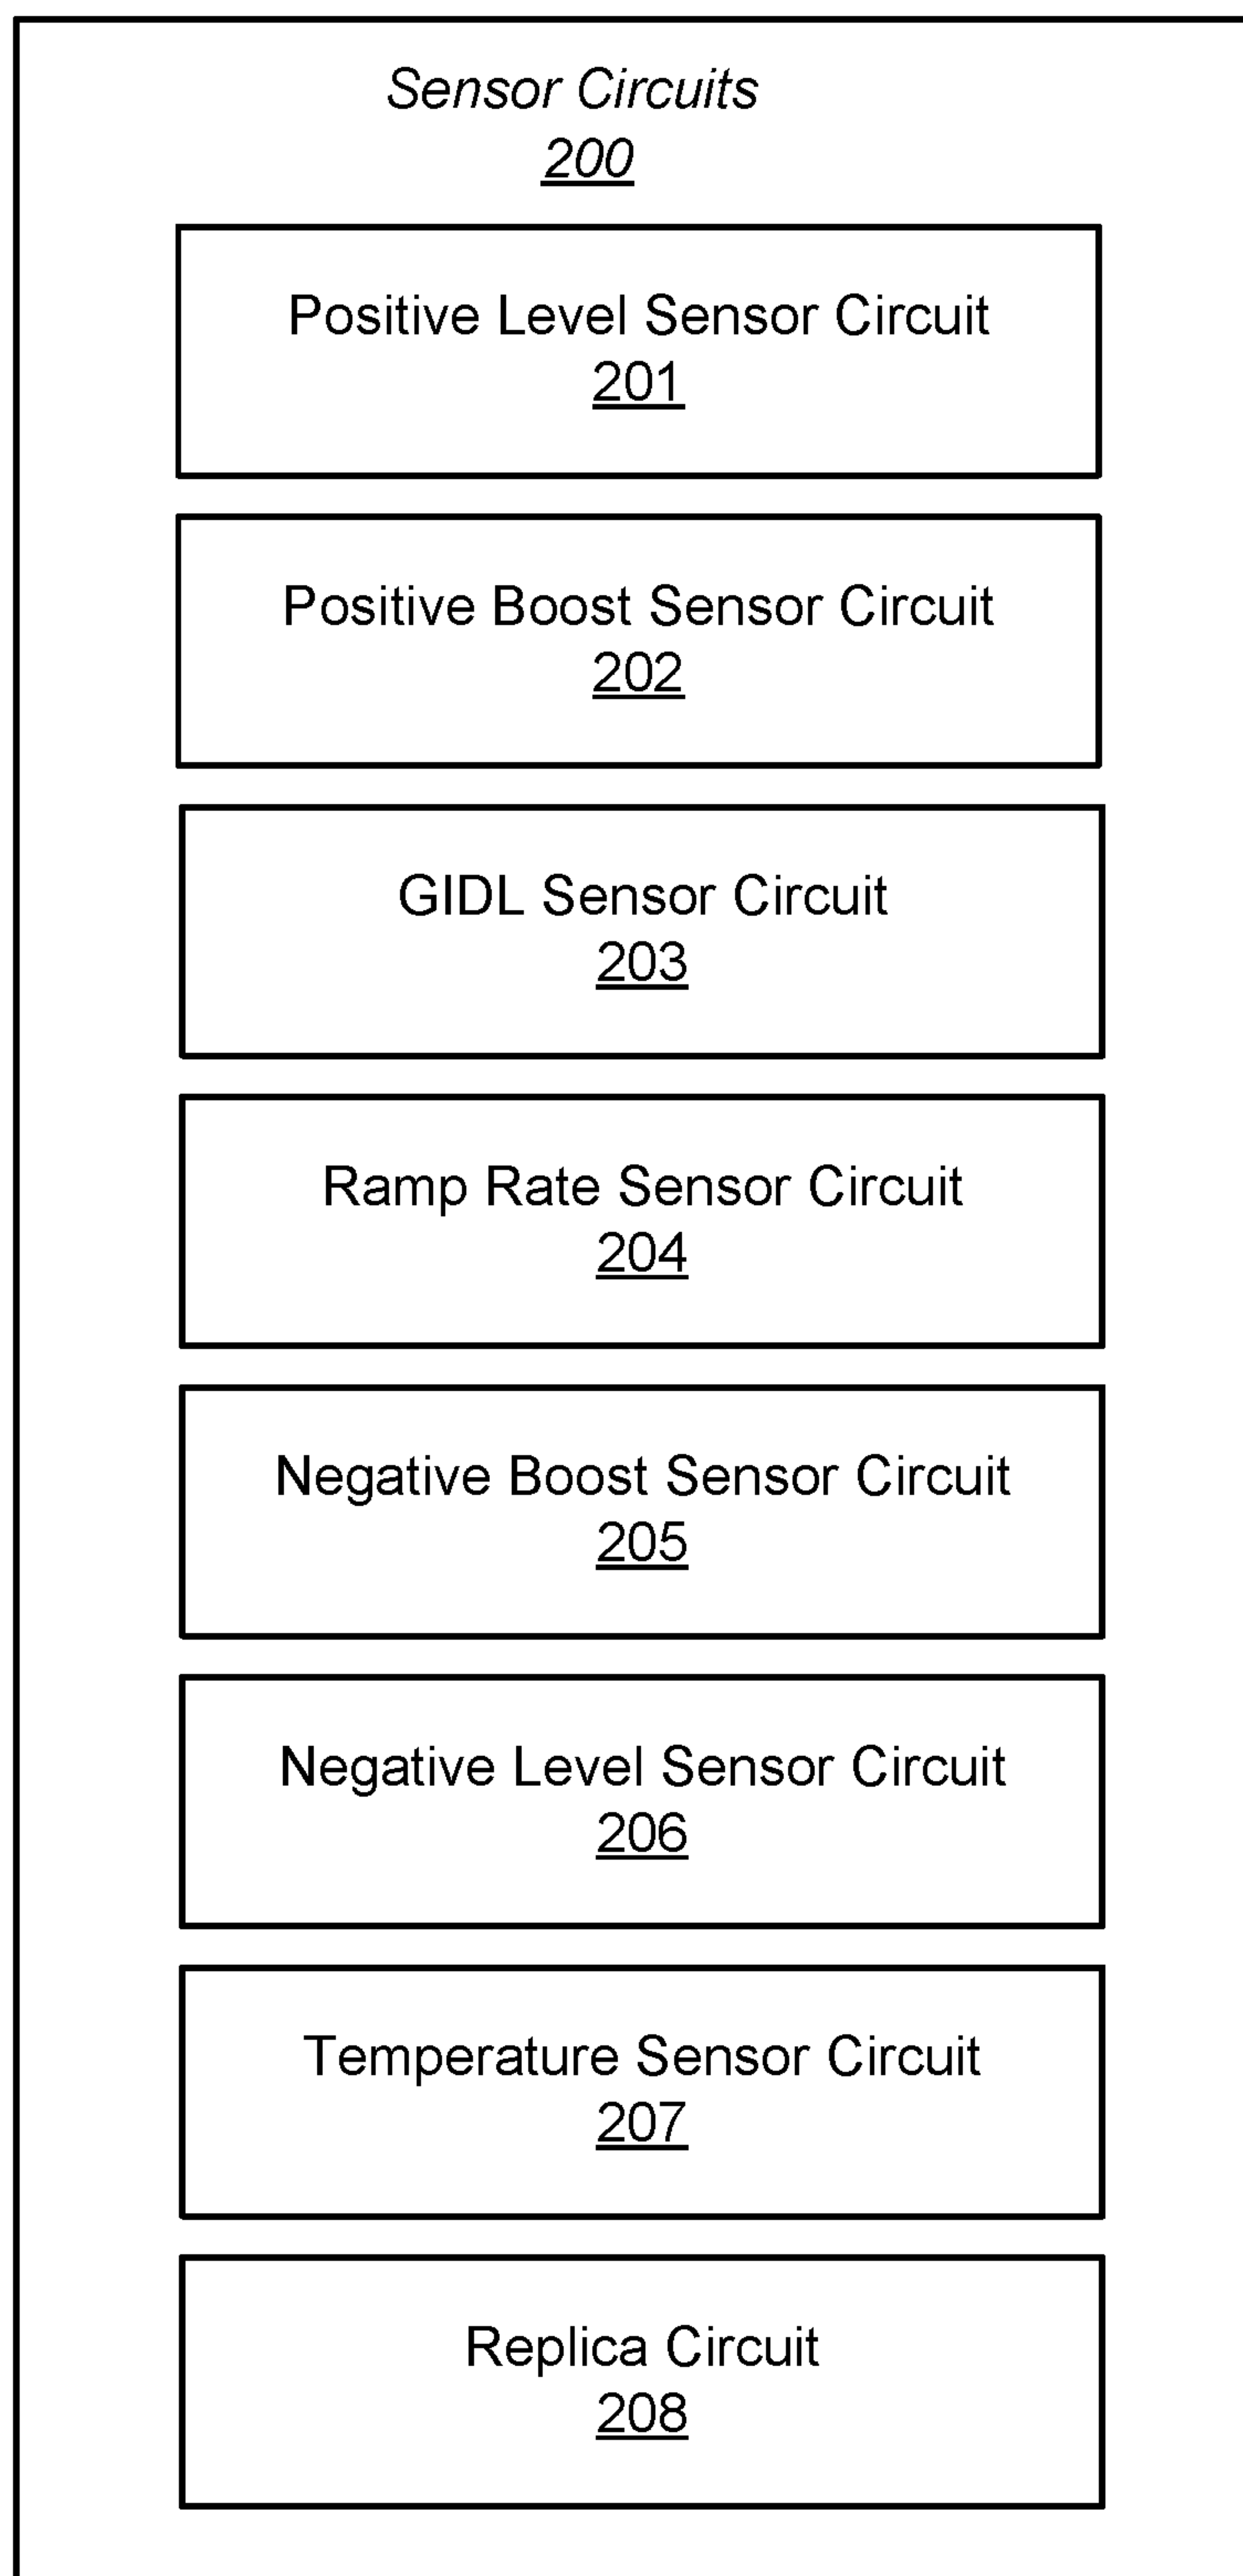 Sensor Circuits
200
Positive Level Sensor Circuit
201
Positive Boost Sensor Circuit
202
GIDL Sensor Circuit
203
Ramp Rate Sensor Circuit
204
Negative Boost Sensor Circuit
205
Negative Level Sensor Circuit
206
Temperature Sensor Circuit
207
Replica Circuit
208